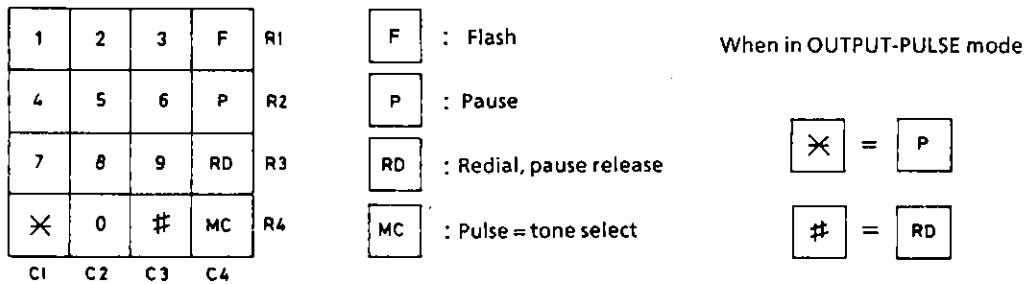 1 2 3 F R1
4 5 6 P R2
7 8 9 RD R3
* 0 # MC R4
C1 C2 C3 C4
F : Flash
P : Pause
RD : Redial, pause release
MC : Pulse = tone select
When in OUTPUT-PULSE mode
* = P
# = RD